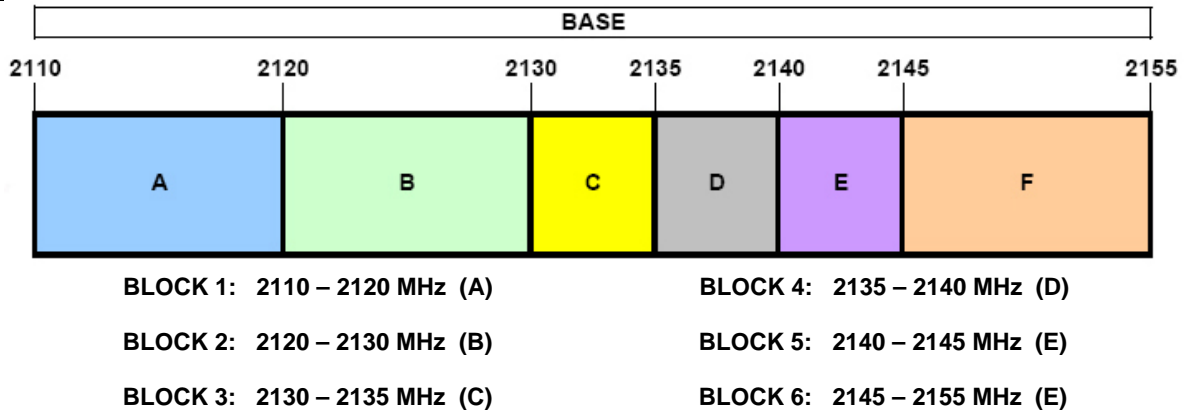 BASE
2110 2120 2130 2135 2140 2145 2155
A B C D E F
BLOCK 1: 2110 – 2120 MHz (A) BLOCK 4: 2135 – 2140 MHz (D)
BLOCK 2: 2120 – 2130 MHz (B) BLOCK 5: 2140 – 2145 MHz (E)
BLOCK 3: 2130 – 2135 MHz (C) BLOCK 6: 2145 – 2155 MHz (E)